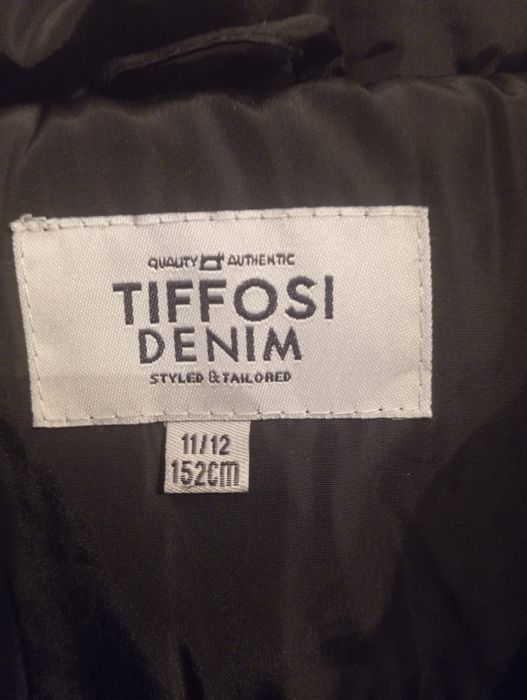 QUALITY AUTHENTIC
TIFFOSI
DENIM
STYLED & TAILORED
11/12
152cm